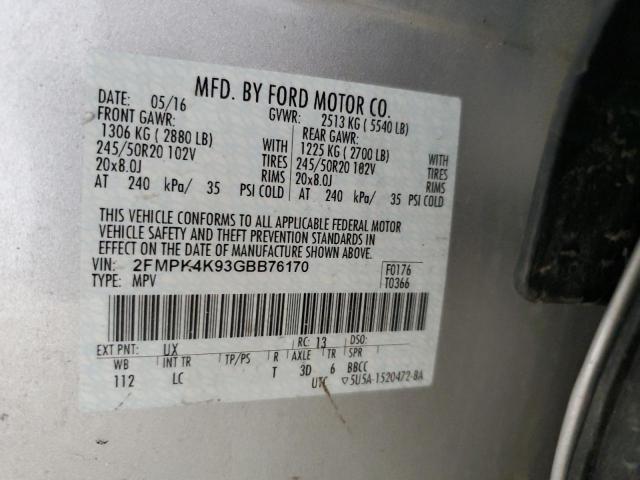 MFD. BY FORD MOTOR CO.
DATE: 05/16 GVWR: 2513 KG ( 5540 LB)
FRONT GAWR: REAR GAWR:
1306 KG ( 2880 LB) WITH 1225 KG ( 2700 LB) WITH
245/50R20 102V TIRES 245/50R20 102V TIRES
20x8.0J RIMS 20x8.0J RIMS
AT 240 kPa/ 35 PSI COLD AT 240 kPa/ 35 PSI COLD
THIS VEHICLE CONFORMS TO ALL APPLICABLE FEDERAL MOTOR
VEHICLE SAFETY AND THEFT PREVENTION STANDARDS IN
EFFECT ON THE DATE OF MANUFACTURE SHOWN ABOVE.
VIN: 2FMPK4K93GBB76170 F0176
TYPE: MPV T0366
EXT PNT: UX RC: 13 DSO:
WB INT TR TP/PS R AXLE TR SPR
112 LC T 3D 6 BBCC
UTC ▽5U5A-1520472-BA